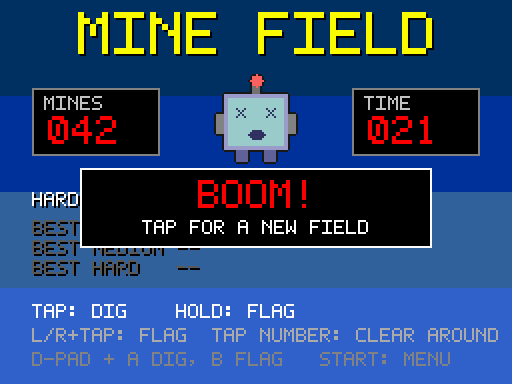 MINE FIELD
MINES
042
TIME
021
BOOM!
TAP FOR A NEW FIELD
HARD
BEST
BEST MEDIUM --
BEST HARD --
TAP: DIG HOLD: FLAG
L/R+TAP: FLAG TAP NUMBER: CLEAR AROUND
D-PAD + A DIG, B FLAG START: MENU